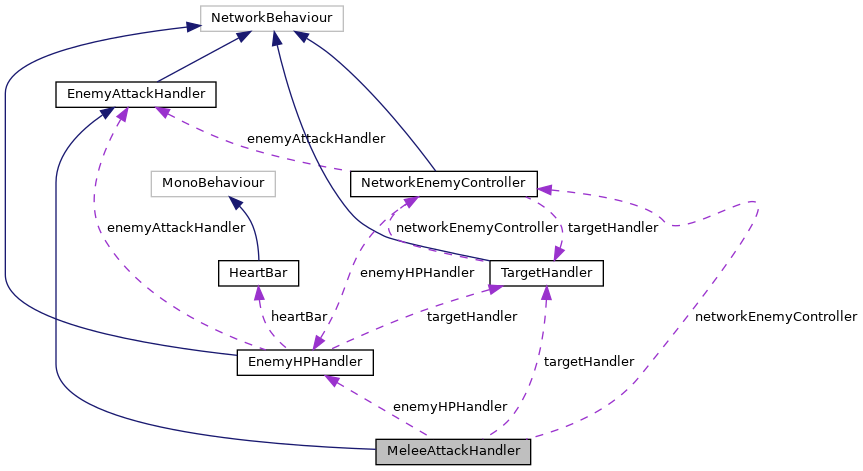 NetworkBehaviour
EnemyAttackHandler
enemyAttackHandler
MonoBehaviour
NetworkEnemyController
enemyAttackHandler
networkEnemyController
targetHandler
HeartBar
enemyHPHandler
TargetHandler
heartBar
targetHandler
networkEnemyController
EnemyHPHandler
targetHandler
enemyHPHandler
MeleeAttackHandler